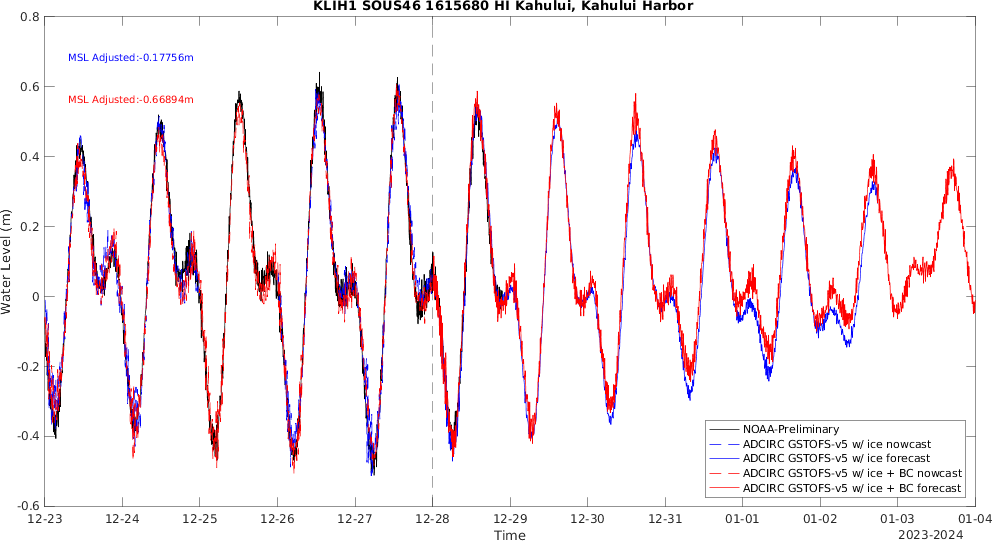 KLIH1 SOUS46 1615680 HI Kahului, Kahului Harbor
0.8
MSL Adjusted:-0.17756m
MSL Adjusted:-0.66894m
0.6
0.4
0.2
0
-0.2
-0.4
-0.6
Water Level (m)
NOAA-Preliminary
ADCIRC GSTOFS-v5 w/ ice nowcast
ADCIRC GSTOFS-v5 w/ ice forecast
ADCIRC GSTOFS-v5 w/ ice + BC nowcast
ADCIRC GSTOFS-v5 w/ ice + BC forecast
12-23 12-24 12-25 12-26 12-27 12-28 12-29 12-30 12-31 01-01 01-02 01-03 01-04
Time
2023-2024